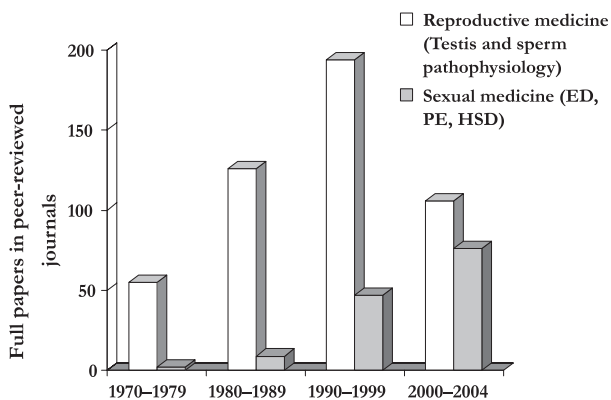 Reproductive medicine
(Testis and sperm
pathophysiology)
Sexual medicine (ED,
PE, HSD)
Full papers in peer-reviewed
journals
200
150
100
50
0
1970–1979
1980–1989
1990–1999
2000–2004